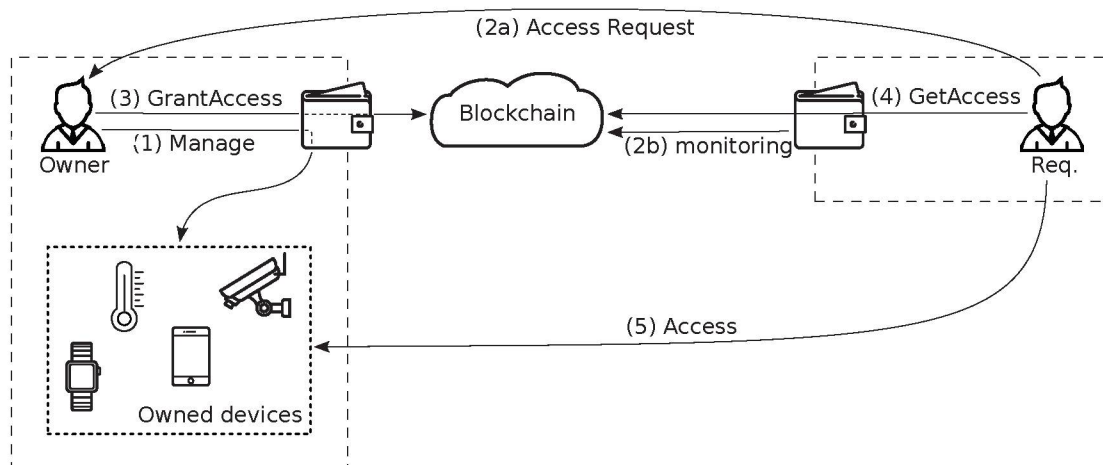 (2a) Access Request
(3) GrantAccess
Blockchain
(4) GetAccess
(1) Manage
(2b) monitoring
Owner
Req.
(5) Access
Owned devices